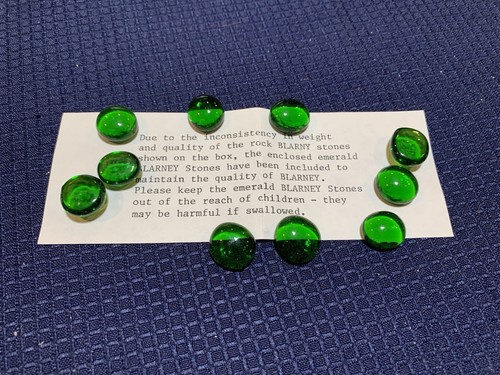 Due to the inconsistency in weight
and quality of the rock BLARNY stones
shown on the box, the enclosed emerald
BLARNEY Stones have been included to
maintain the quality of BLARNEY.
Please keep the emerald BLARNEY Stones
out of the reach of children - they
may be harmful if swallowed.